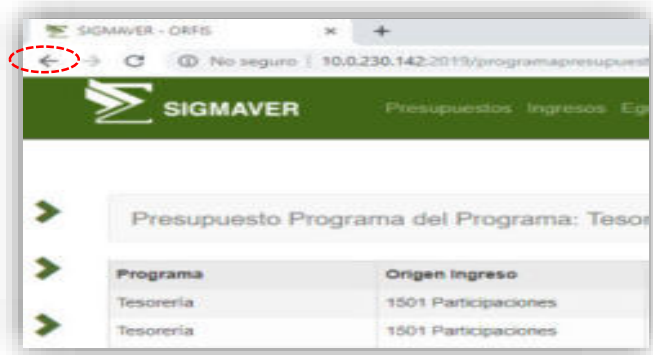 SIGMAVER - ORFIS
No seguro | 10.0.230.142:2019/programapresupuest
SIGMAVER Presupuestos Ingresos Eg
Presupuesto Programa del Programa: Tesor
Programa Origen Ingreso
Tesorería 1501 Participaciones
Tesorería 1501 Participaciones